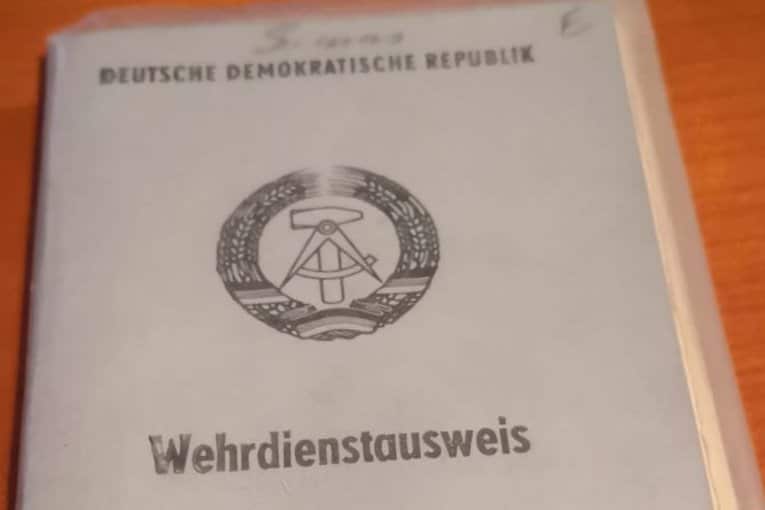 E
DEUTSCHE DEMOKRATISCHE REPUBLIK
Wehrdienstausweis